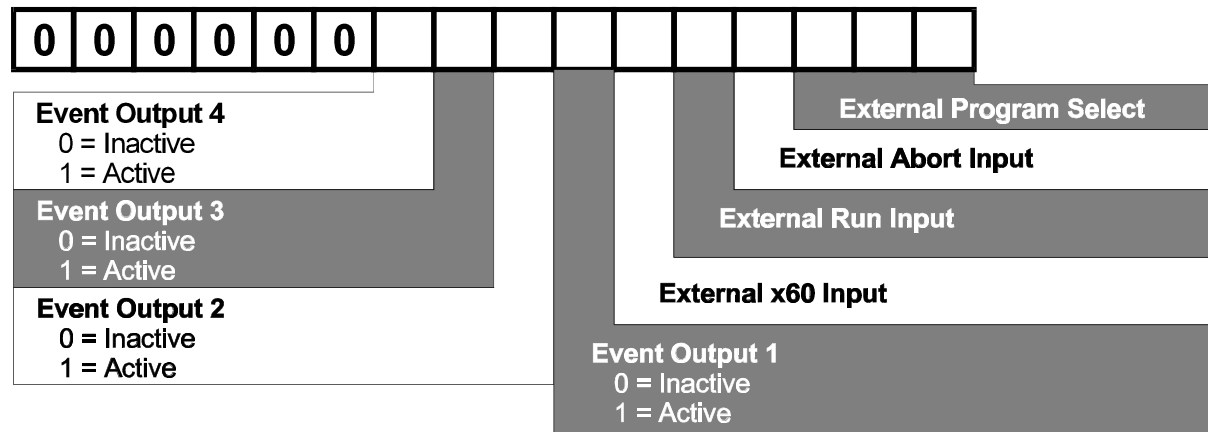 0 0 0 0 0 0
Event Output 4
0 = Inactive
1 = Active
Event Output 3
0 = Inactive
1 = Active
Event Output 2
0 = Inactive
1 = Active
External Program Select
External Abort Input
External Run Input
External x60 Input
Event Output 1
0 = Inactive
1 = Active